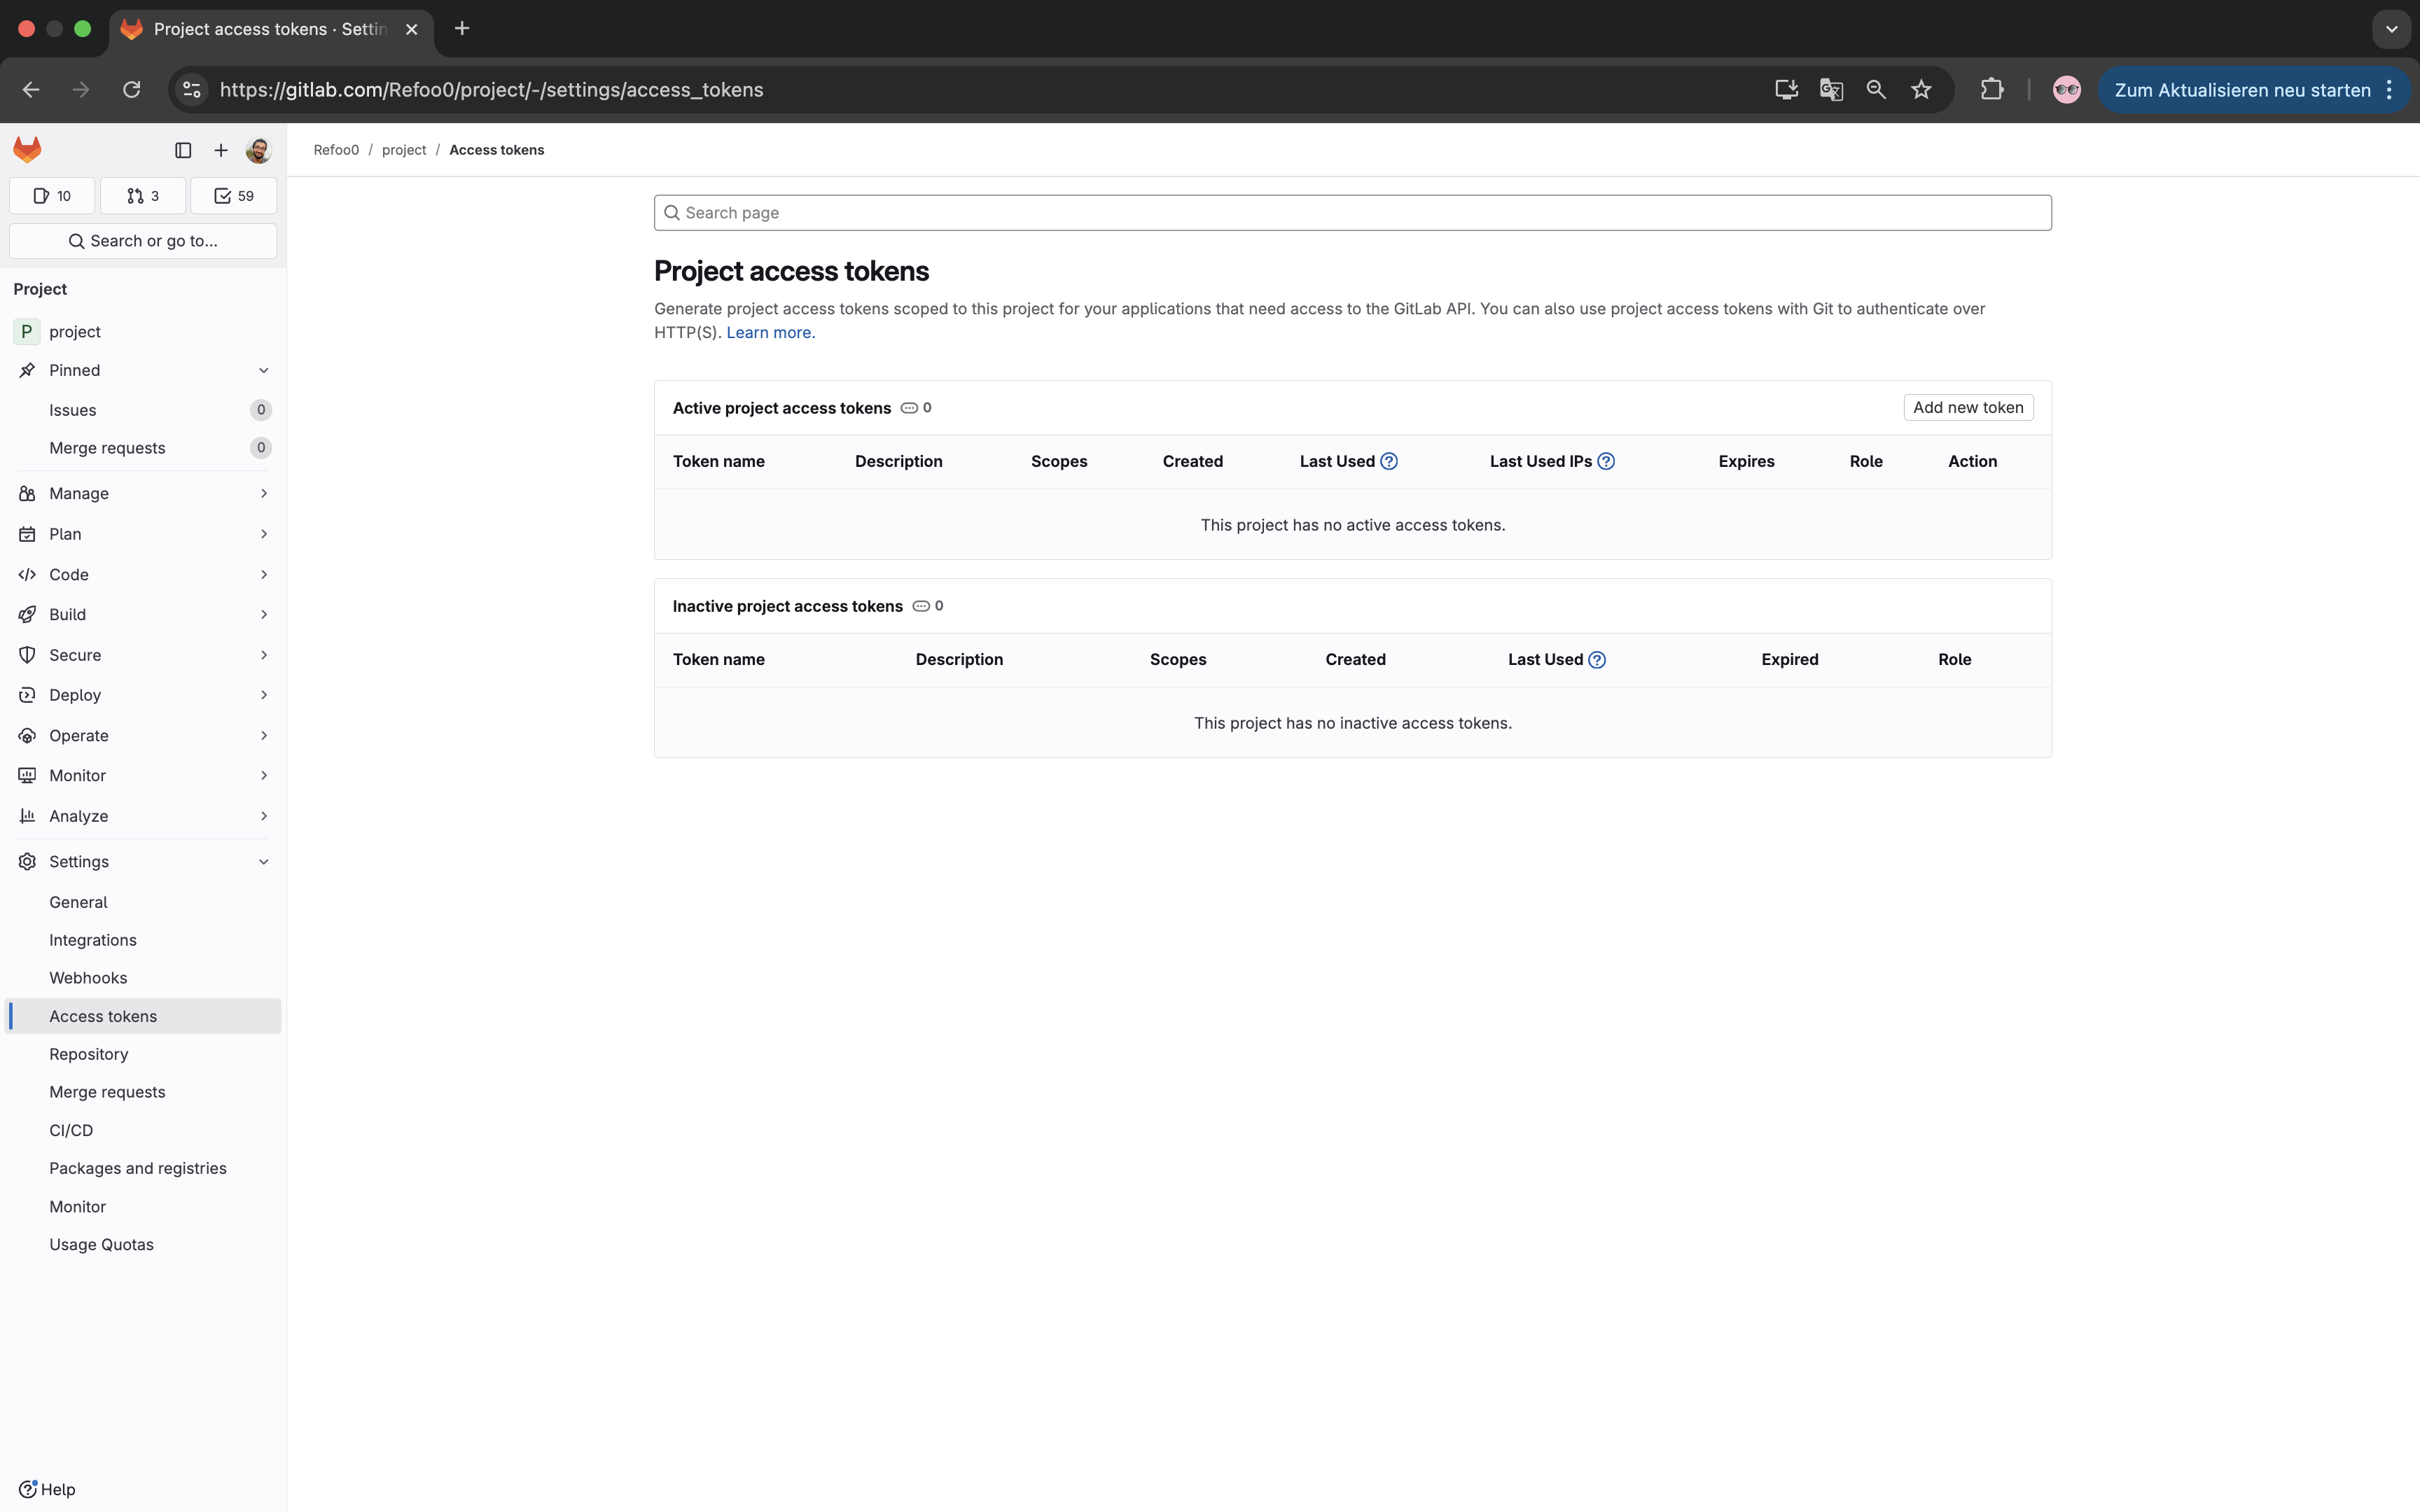 Project access tokens · Settin
https://gitlab.com/Refoo0/project/-/settings/access_tokens
Zum Aktualisieren neu starten
Refoo0 / project / Access tokens
10
3
59
Search or go to...
Project
P project
Pinned
Issues 0
Merge requests 0
Manage
Plan
Code
Build
Secure
Deploy
Operate
Monitor
Analyze
Settings
General
Integrations
Webhooks
Access tokens
Repository
Merge requests
CI/CD
Packages and registries
Monitor
Usage Quotas
Help
Search page
Project access tokens
Generate project access tokens scoped to this project for your applications that need access to the GitLab API. You can also use project access tokens with Git to authenticate over
HTTP(S). Learn more.
Active project access tokens 0
Add new token
Token name Description Scopes Created Last Used Last Used IPs Expires Role Action
This project has no active access tokens.
Inactive project access tokens 0
Token name Description Scopes Created Last Used Expired Role
This project has no inactive access tokens.